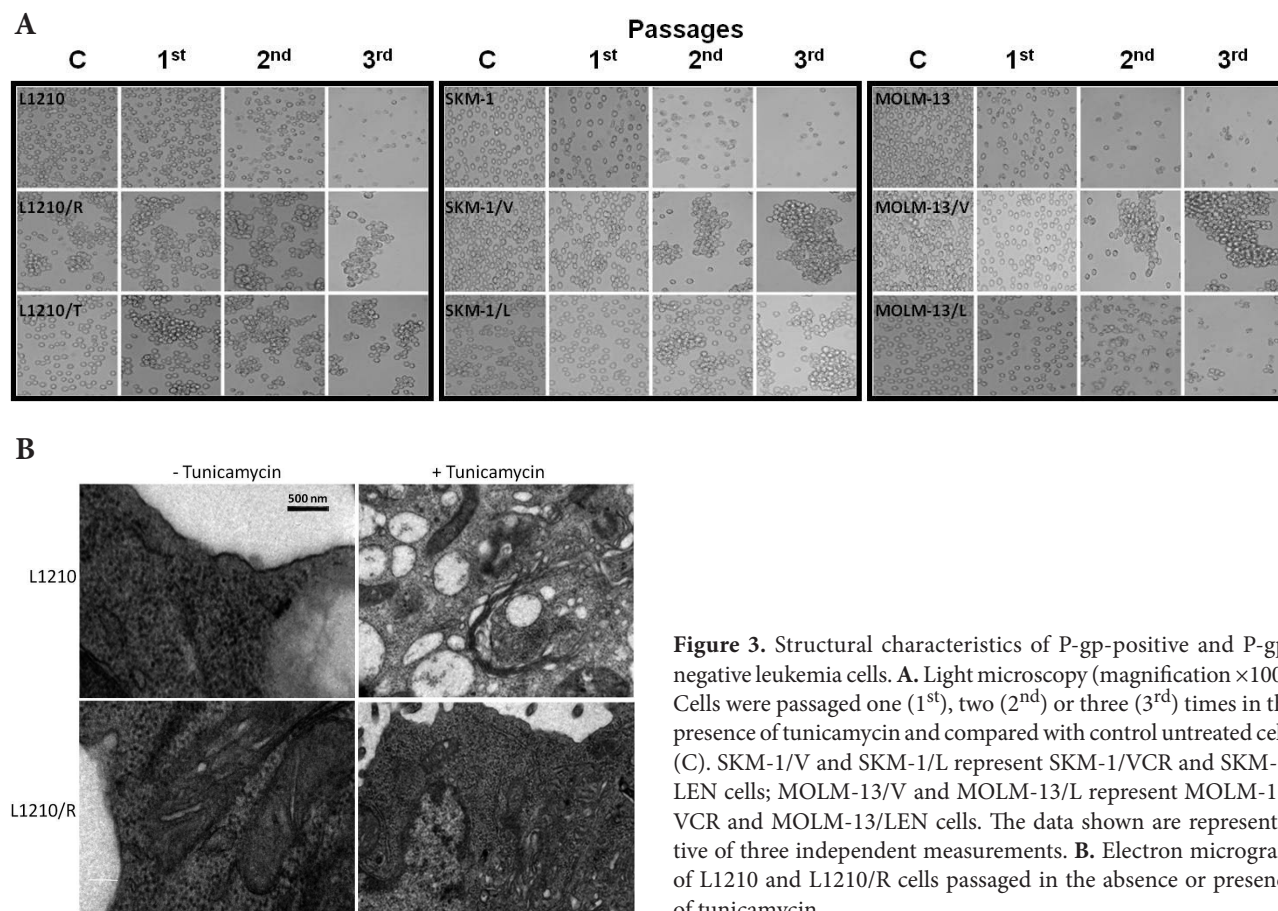 A
Passages
C 1st 2nd 3rd C 1st 2nd 3rd C 1st 2nd 3rd
L1210 SKM-1 MOLM-13
L1210/R SKM-1/V MOLM-13/V
L1210/T SKM-1/L MOLM-13/L
B
- Tunicamycin + Tunicamycin
500 nm
L1210
L1210/R
Figure 3. Structural characteristics of P-gp-positive and P-gp
negative leukemia cells. A. Light microscopy (magnification ×100
Cells were passaged one (1st), two (2nd) or three (3rd) times in th
presence of tunicamycin and compared with control untreated cel
(C). SKM-1/V and SKM-1/L represent SKM-1/VCR and SKM-
LEN cells; MOLM-13/V and MOLM-13/L represent MOLM-1
VCR and MOLM-13/LEN cells. The data shown are represent
tive of three independent measurements. B. Electron microgra
of L1210 and L1210/R cells passaged in the absence or presenc
of tunicamycin